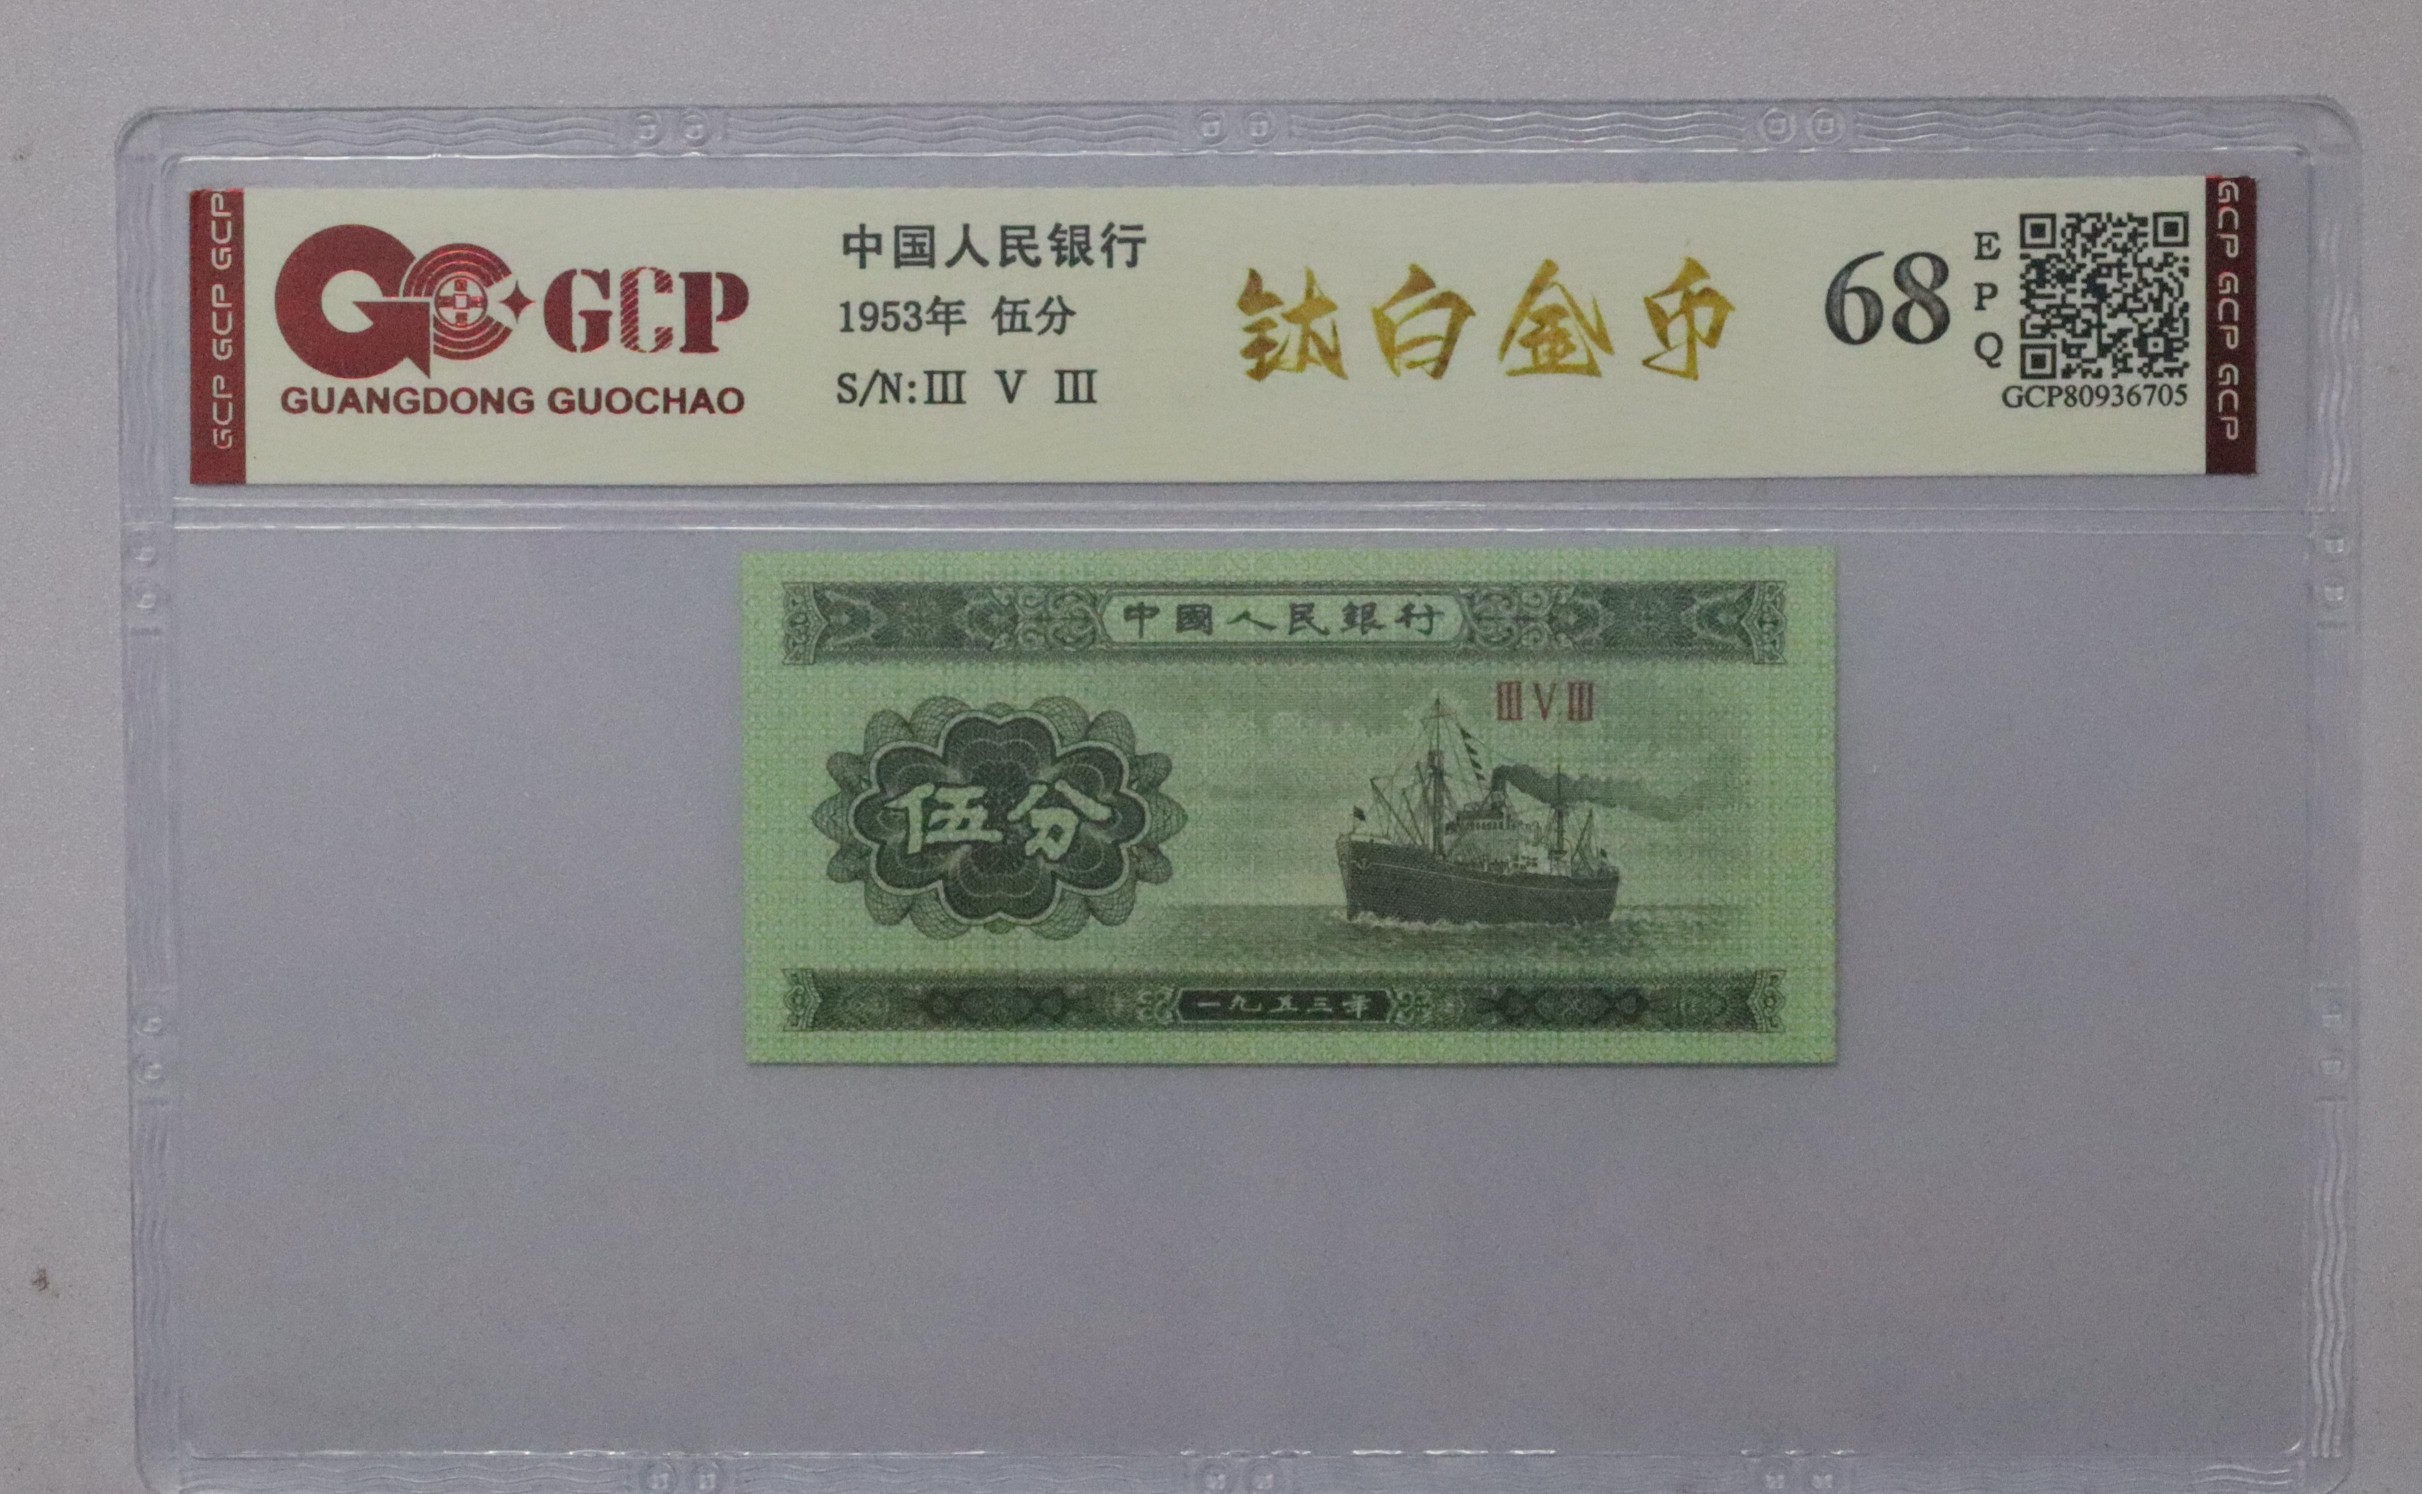 GCP GCP GCP
GCP
GUANGDONG GUOCHAO
中国人民银行
1953年 伍分
S/N:III V III
钛白金币
68
EPQ
GCP80936705
GCP GCP GCP
中國人民銀行
III V III
伍分
一九五三年